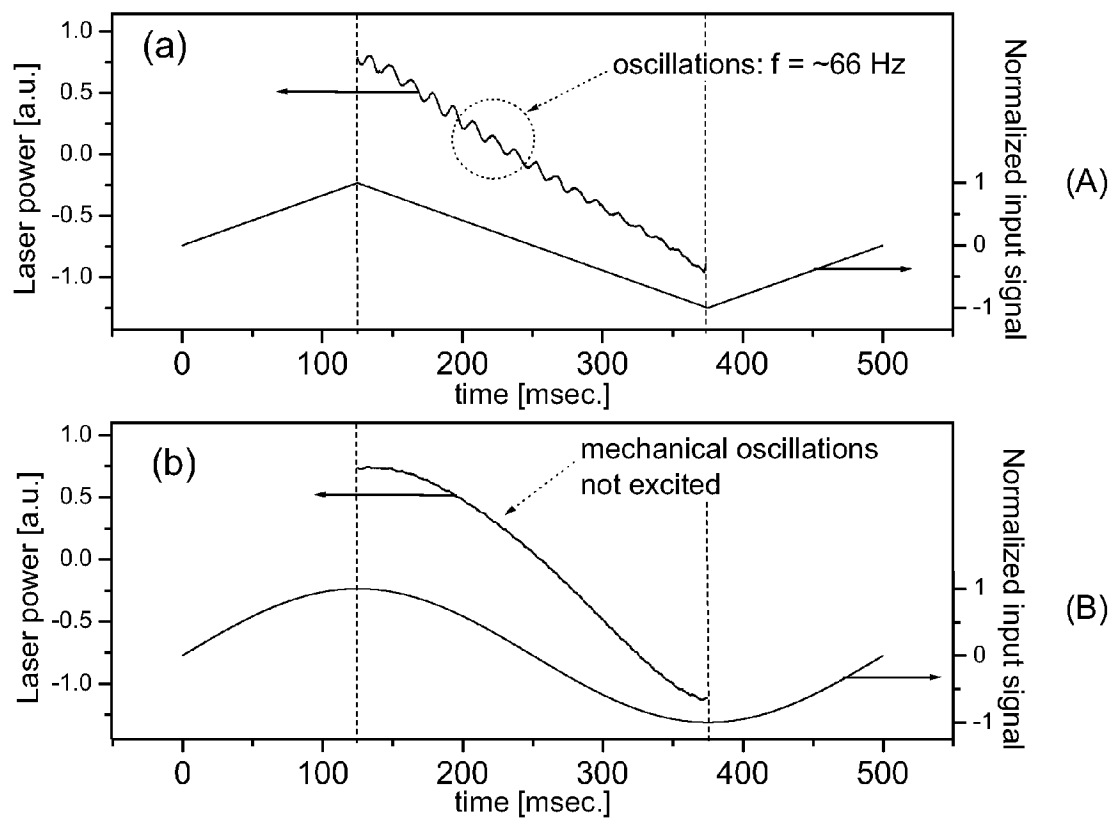 (a)
oscillations: f = ~66 Hz
Laser power [a.u.]
1.0
0.5
0.0
-0.5
-1.0
Normalized input signal
1
0
-1
(A)
0 100 200 300 400 500
time [msec.]
(b)
mechanical oscillations
not excited
Laser power [a.u.]
1.0
0.5
0.0
-0.5
-1.0
Normalized input signal
1
0
-1
(B)
0 100 200 300 400 500
time [msec.]